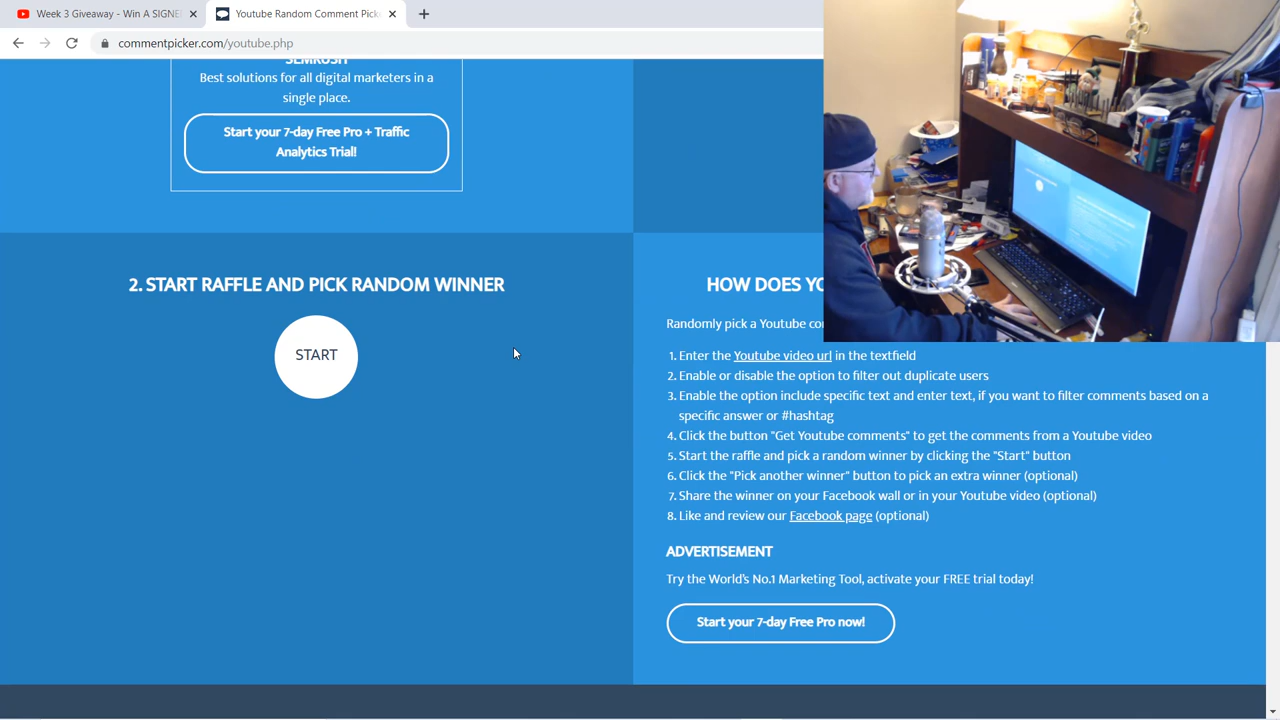 Week 3 Giveaway - Win A SIGNE
Youtube Random Comment Picke
commentpicker.com/youtube.php
SEMRUSH
Best solutions for all digital marketers in a
single place.
Start your 7-day Free Pro + Traffic
Analytics Trial!
2. START RAFFLE AND PICK RANDOM WINNER
START
HOW DOES YO
Randomly pick a Youtube co
1. Enter the Youtube video url in the textfield
2. Enable or disable the option to filter out duplicate users
3. Enable the option include specific text and enter text, if you want to filter comments based on a
specific answer or #hashtag
4. Click the button "Get Youtube comments" to get the comments from a Youtube video
5. Start the raffle and pick a random winner by clicking the "Start" button
6. Click the "Pick another winner" button to pick an extra winner (optional)
7. Share the winner on your Facebook wall or in your Youtube video (optional)
8. Like and review our Facebook page (optional)
ADVERTISEMENT
Try the World's No.1 Marketing Tool, activate your FREE trial today!
Start your 7-day Free Pro now!